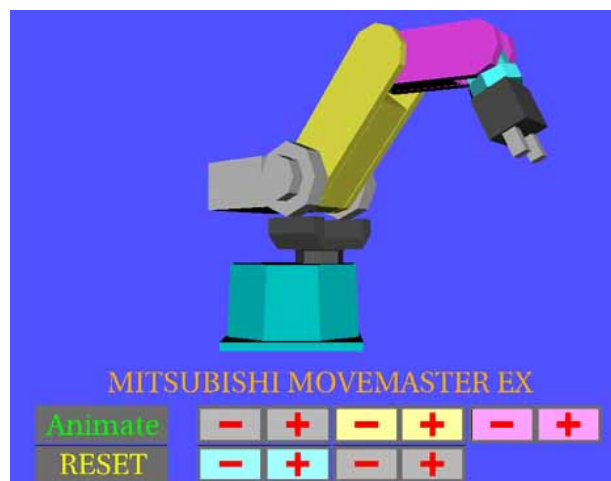 MITSUBISHI MOVEMASTER EX
Animate - + - + - +
RESET - + - +